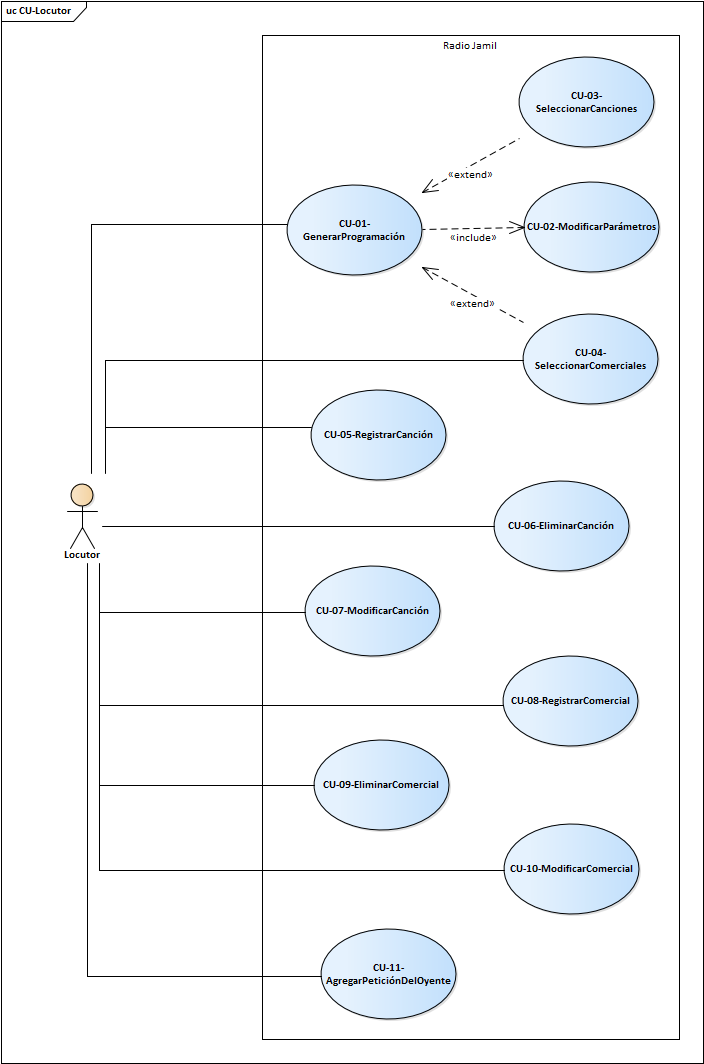 uc CU-Locutor
Radio Jamil
CU-03-
SeleccionarCanciones
«extend»
CU-01-
GenerarProgramación
«include»
CU-02-ModificarParámetros
«extend»
CU-04-
SeleccionarComerciales
CU-05-RegistrarCanción
Locutor
CU-06-EliminarCanción
CU-07-ModificarCanción
CU-08-RegistrarComercial
CU-09-EliminarComercial
CU-10-ModificarComercial
CU-11-
AgregarPeticiónDelOyente